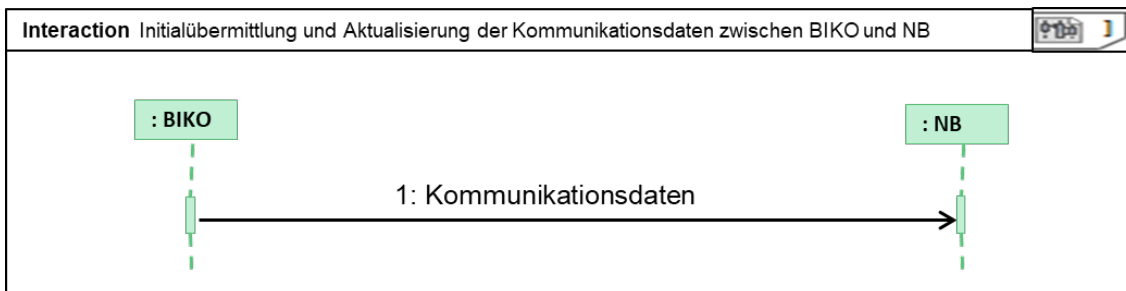 Interaction Initialübermittlung und Aktualisierung der Kommunikationsdaten zwischen BIKO und NB
: BIKO
: NB
1: Kommunikationsdaten